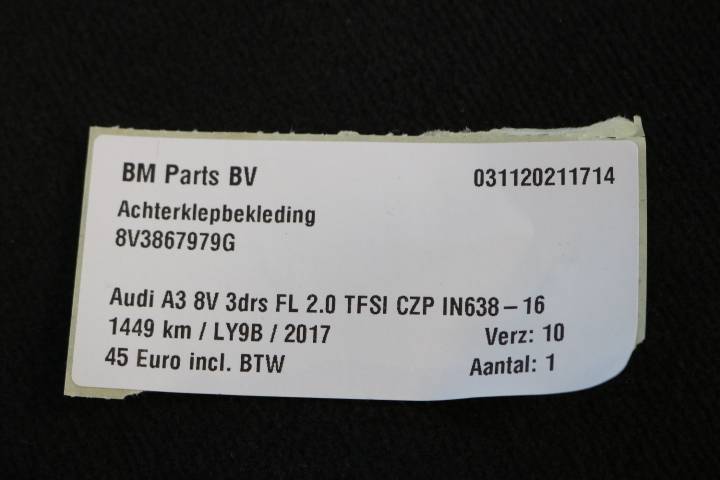 BM Parts BV 031120211714
Achterklepbekleding
8V3867979G
Audi A3 8V 3drs FL 2.0 TFSI CZP IN638-16
1449 km / LY9B / 2017 Verz: 10
45 Euro incl. BTW Aantal: 1